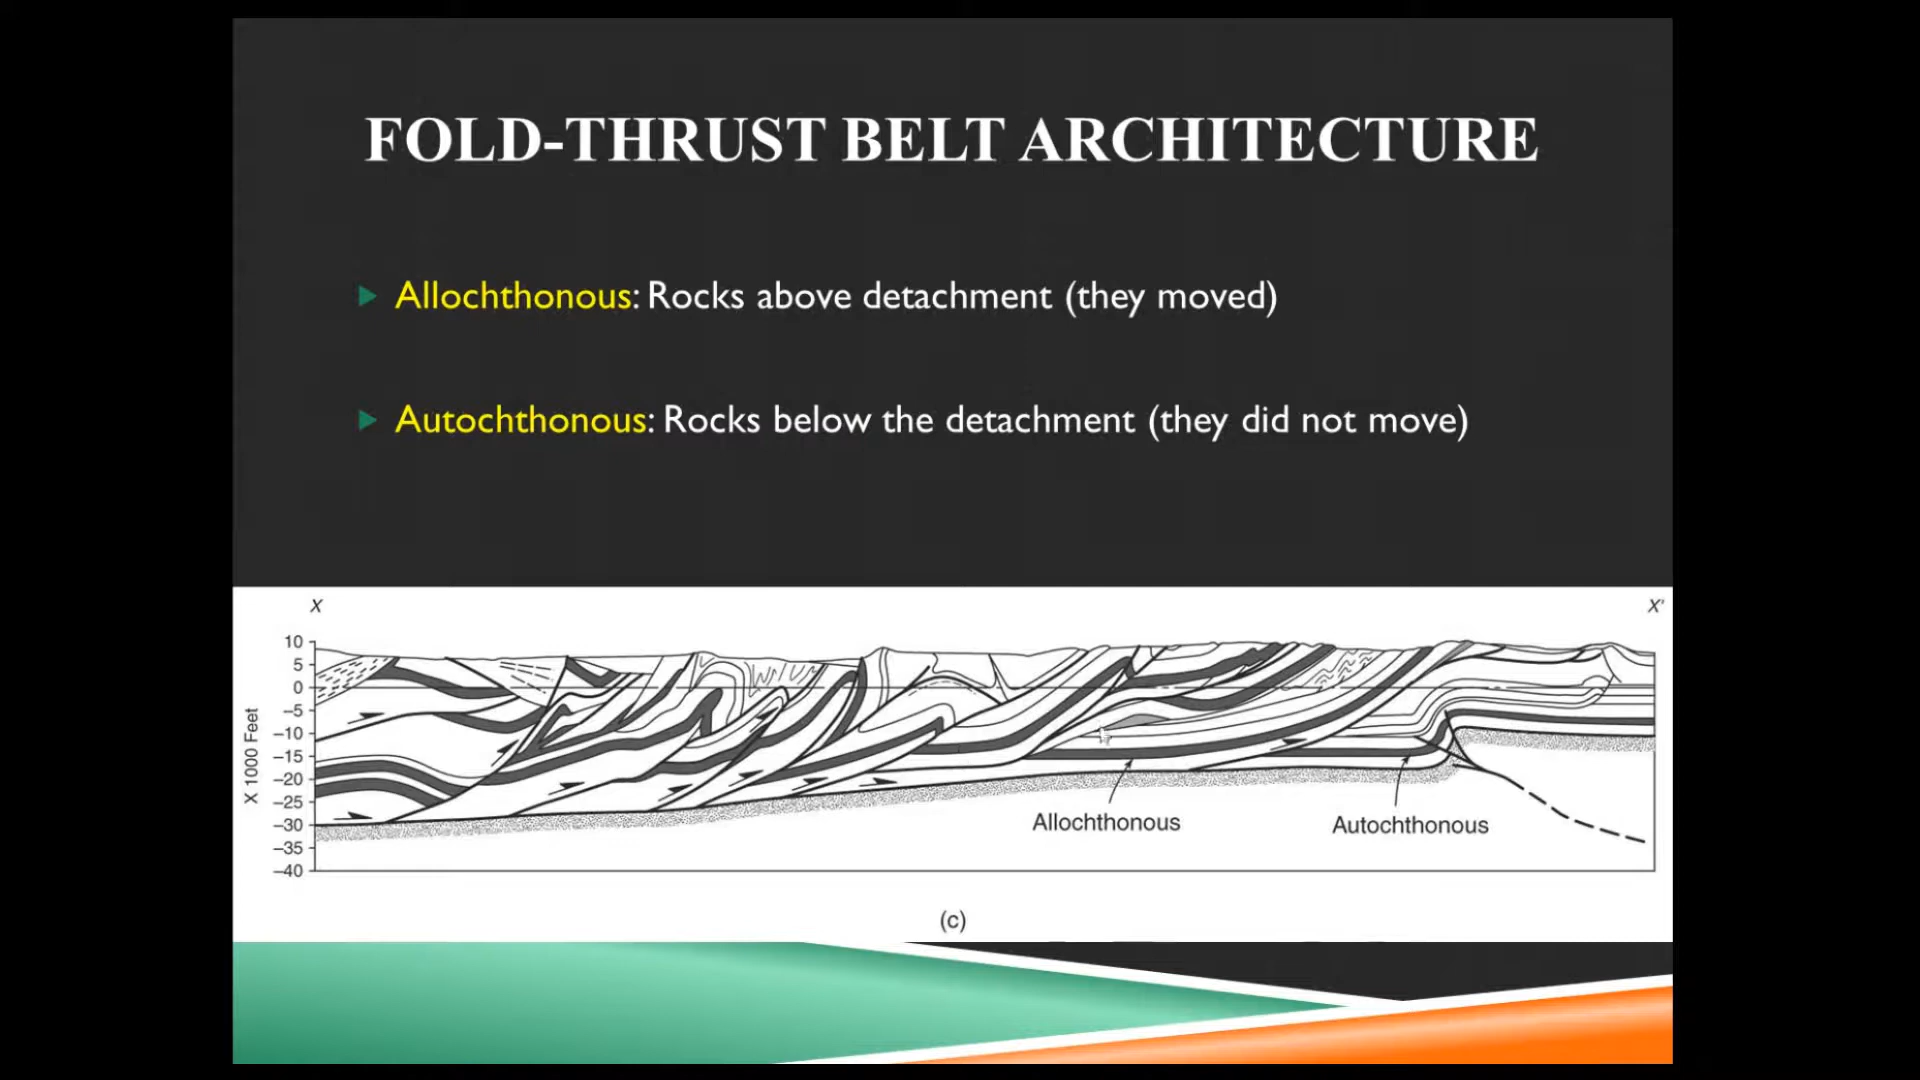 FOLD-THRUST BELT ARCHITECTURE
Allochthonous: Rocks above detachment (they moved)
Autochthonous: Rocks below the detachment (they did not move)
X
X'
10
5
0
–5
–10
–15
–20
–25
–30
–35
–40
X 1000 Feet
Allochthonous
Autochthonous
(c)